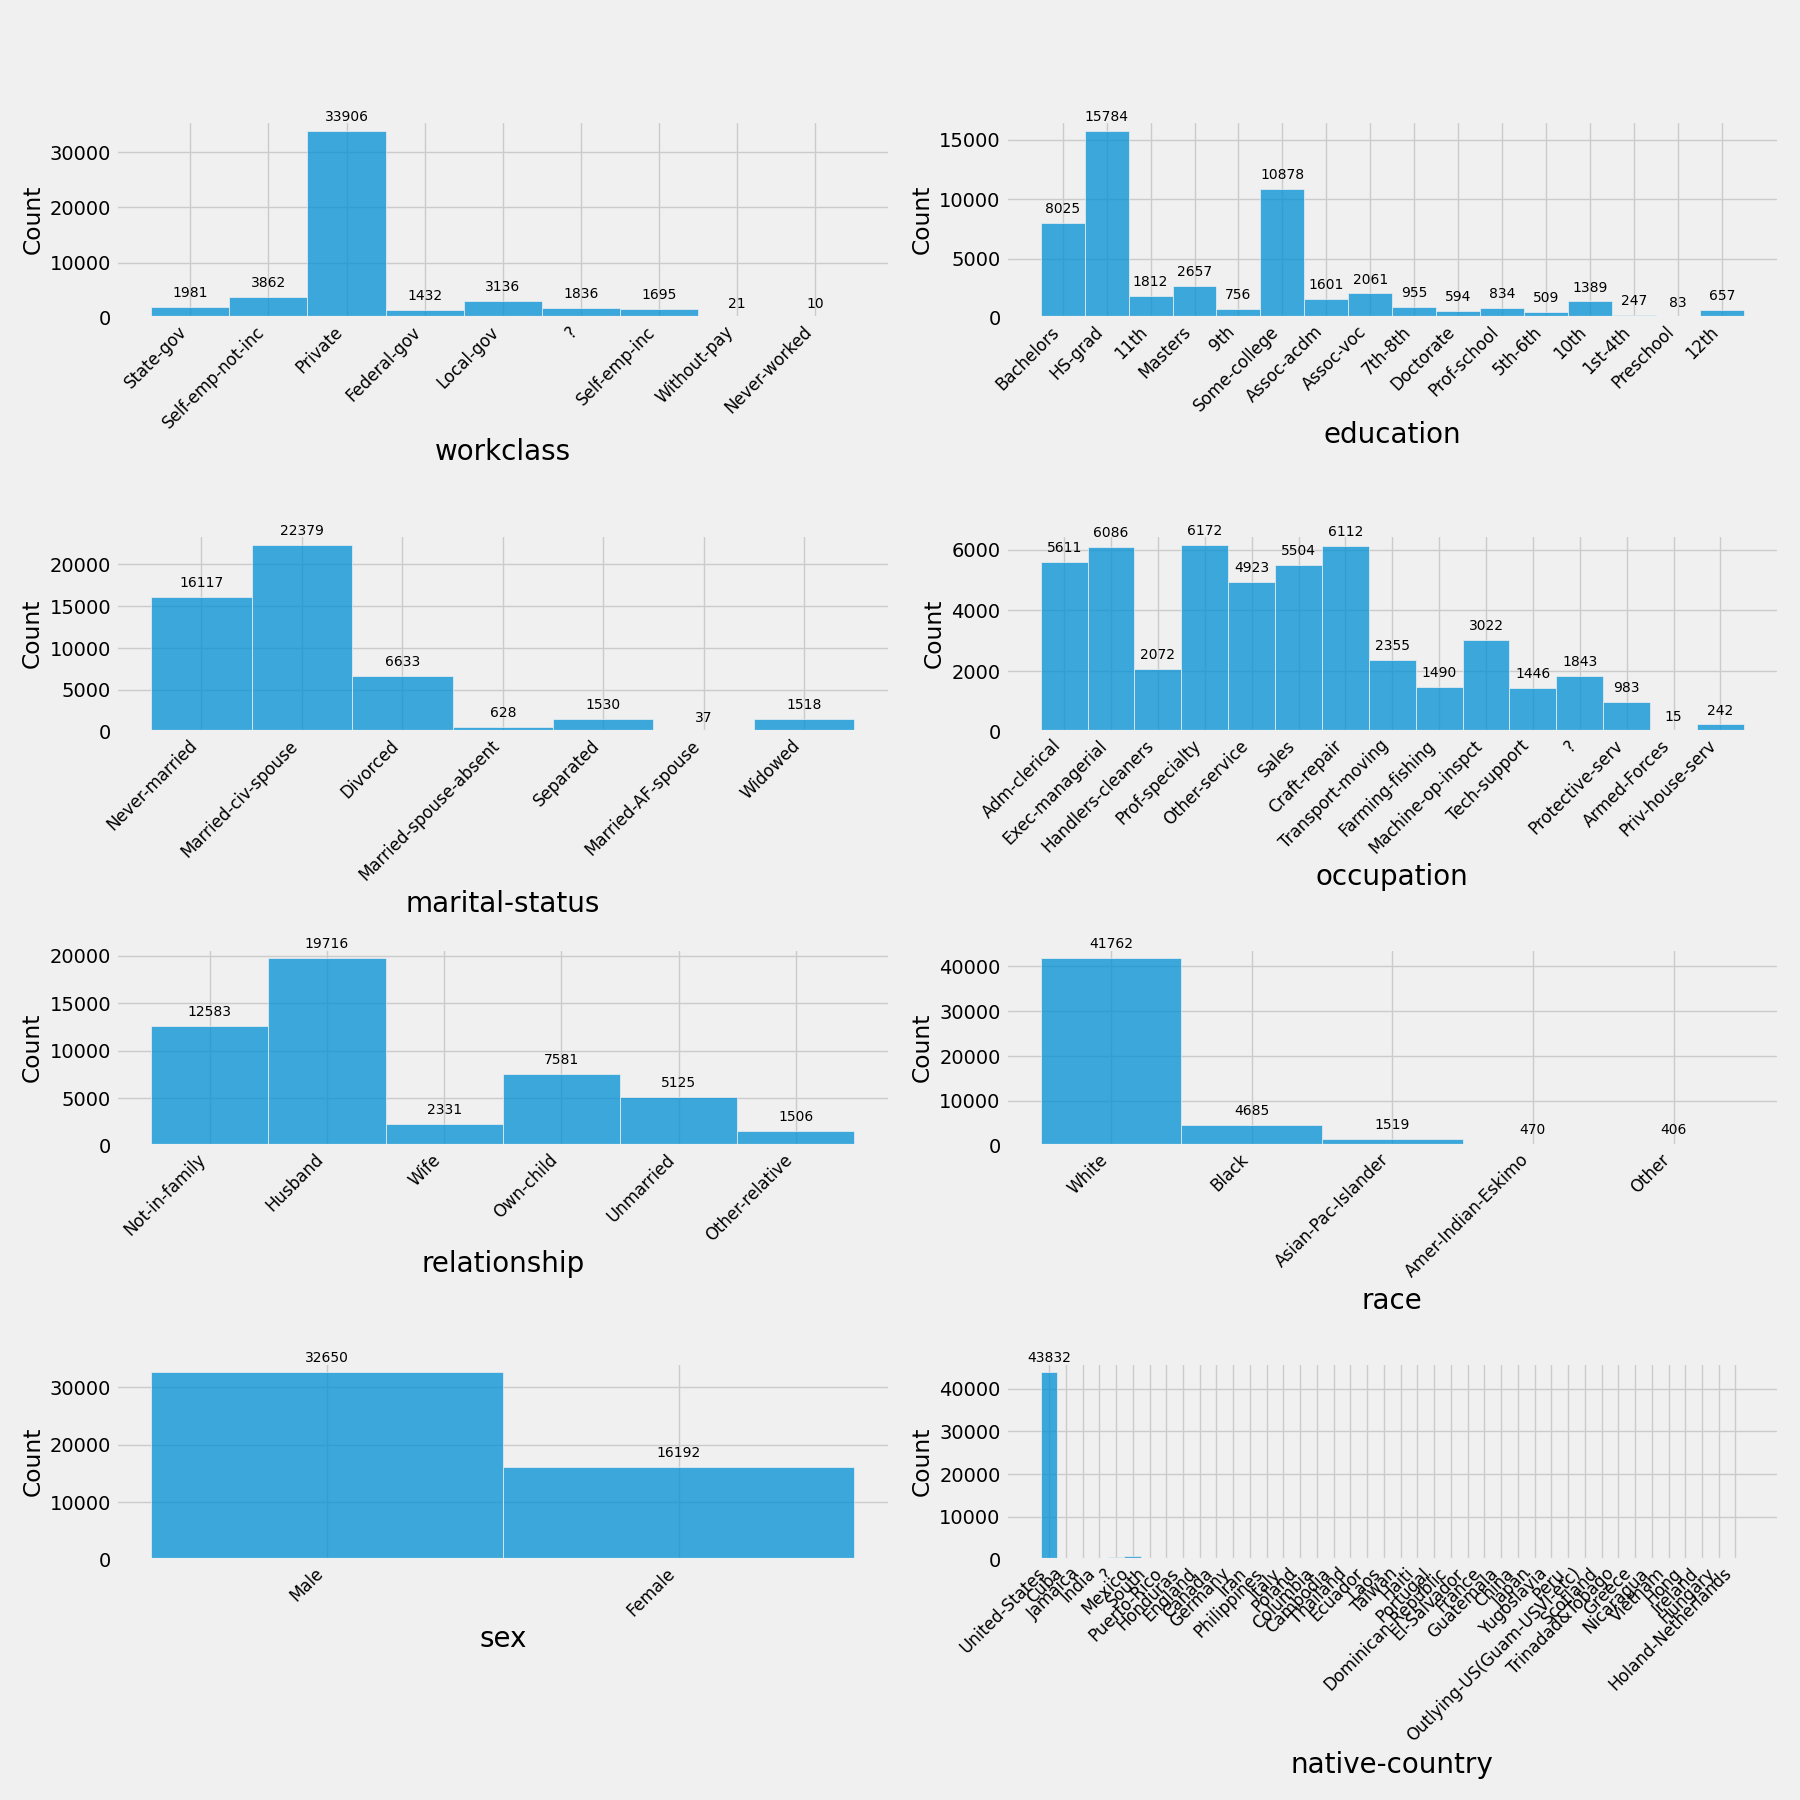 33906
30000
20000
10000
0
Count
1981
3862
1432
3136
1836
1695
21
10
State-gov
Self-emp-not-inc
Private
Federal-gov
Local-gov
?
Self-emp-inc
Without-pay
Never-worked
workclass
15784
15000
10000
5000
0
Count
8025
1812
2657
756
10878
1601
2061
955
594
834
509
1389
247
83
657
Bachelors
HS-grad
11th
Masters
9th
Some-college
Assoc-acdm
Assoc-voc
7th-8th
Doctorate
Prof-school
5th-6th
10th
1st-4th
Preschool
12th
education
22379
20000
15000
10000
5000
0
Count
16117
6633
628
1530
37
1518
Never-married
Married-civ-spouse
Divorced
Married-spouse-absent
Separated
Married-AF-spouse
Widowed
marital-status
6000
4000
2000
0
Count
5611
6086
2072
6172
4923
5504
6112
2355
1490
3022
1446
1843
983
15
242
Adm-clerical
Exec-managerial
Handlers-cleaners
Prof-specialty
Other-service
Sales
Craft-repair
Transport-moving
Farming-fishing
Machine-op-inspct
Tech-support
?
Protective-serv
Armed-Forces
Priv-house-serv
occupation
19716
20000
15000
10000
5000
0
Count
12583
2331
7581
5125
1506
Not-in-family
Husband
Wife
Own-child
Unmarried
Other-relative
relationship
41762
40000
30000
20000
10000
0
Count
4685
1519
470
406
White
Black
Asian-Pac-Islander
Amer-Indian-Eskimo
Other
race
32650
30000
20000
10000
0
Count
16192
Male
Female
sex
43832
40000
30000
20000
10000
0
Count
United-States
Cuba
Jamaica
India
?
Mexico
South
Puerto-Rico
Honduras
England
Canada
Germany
Iran
Philippines
Italy
Poland
Columbia
Cambodia
Thailand
Ecuador
Laos
Taiwan
Haiti
Portugal
Dominican-Republic
El-Salvador
France
Guatemala
China
Japan
Yugoslavia
Peru
Outlying-US(Guam-USVI-etc)
Scotland
Trinadad&Tobago
Greece
Nicaragua
Vietnam
Hong
Ireland
Hungary
Holand-Netherlands
native-country